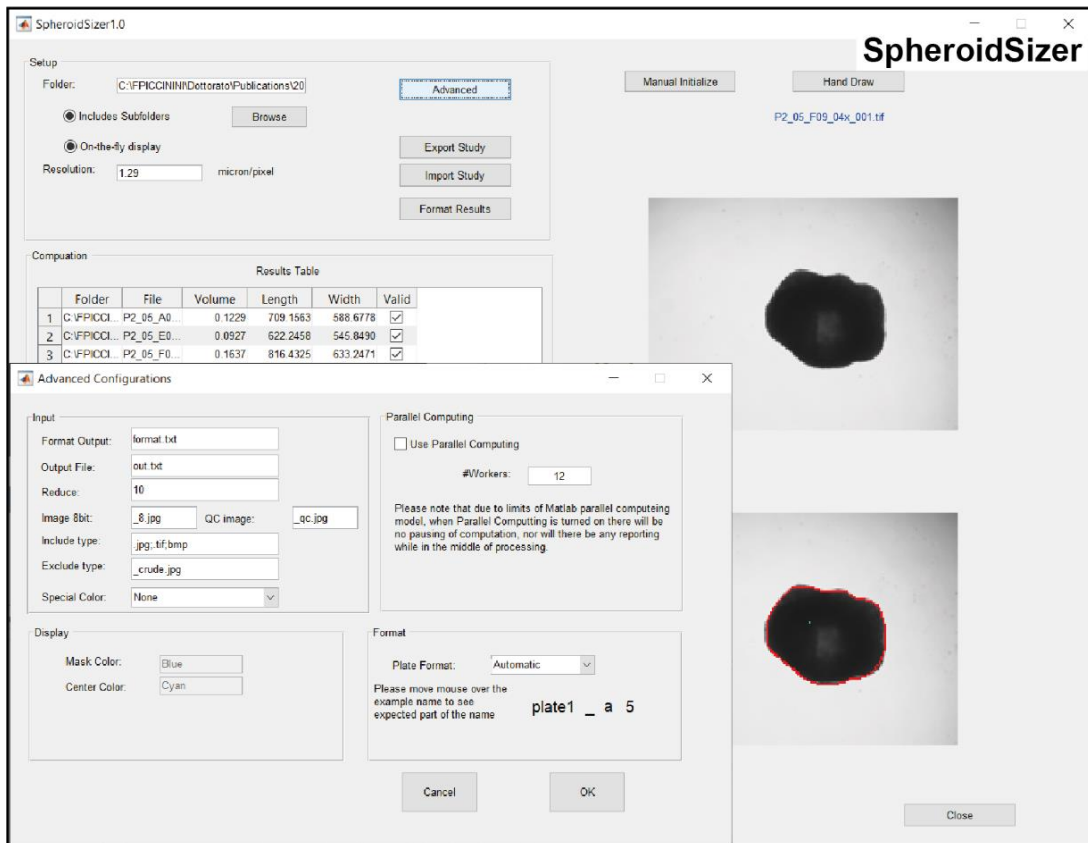 SpheroidSizer1.0
SpheroidSizer
Setup
Folder: C:\FPICCININI\Dottorato\Publications\20
Advanced
Includes Subfolders
Browse
On-the-fly display
Export Study
Resolution: 1.29 micron/pixel
Import Study
Format Results
Manual Initialize
Hand Draw
P2_05_F09_04x_001.tif
Compuation
Results Table
Folder File Volume Length Width Valid
1 C:\FPICCI... P2_05_A0... 0.1229 709.1563 588.6778
2 C:\FPICCI... P2_05_E0... 0.0927 622.2458 545.8490
3 C:\FPICCI... P2_05_F0... 0.1637 816.4325 633.2471
Advanced Configurations
Input
Format Output: format.txt
Output File: out.txt
Reduce: 10
Image 8bit: _8.jpg QC image: _qc.jpg
Include type: .jpg;.tif;bmp
Exclude type: _crude.jpg
Special Color: None
Parallel Computing
Use Parallel Computing
#Workers: 12
Please note that due to limits of Matlab parallel computeing
model, when Parallel Computting is turned on there will be
no pausing of computation, nor will there be any reporting
while in the middle of processing.
Display
Mask Color: Blue
Center Color: Cyan
Format
Plate Format: Automatic
Please move mouse over the
example name to see
expected part of the name
plate1 _ a 5
Cancel
OK
Close